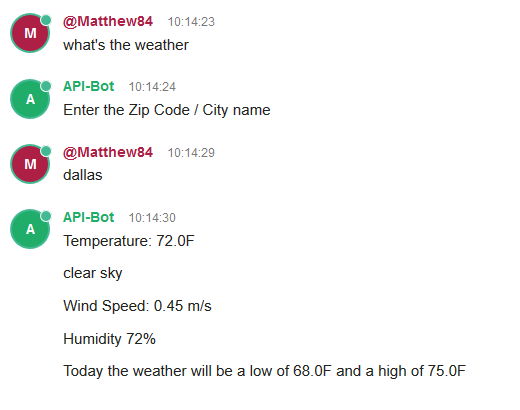 M
@Matthew84 10:14:23
what's the weather
A
API-Bot 10:14:24
Enter the Zip Code / City name
M
@Matthew84 10:14:29
dallas
A
API-Bot 10:14:30
Temperature: 72.0F
clear sky
Wind Speed: 0.45 m/s
Humidity 72%
Today the weather will be a low of 68.0F and a high of 75.0F